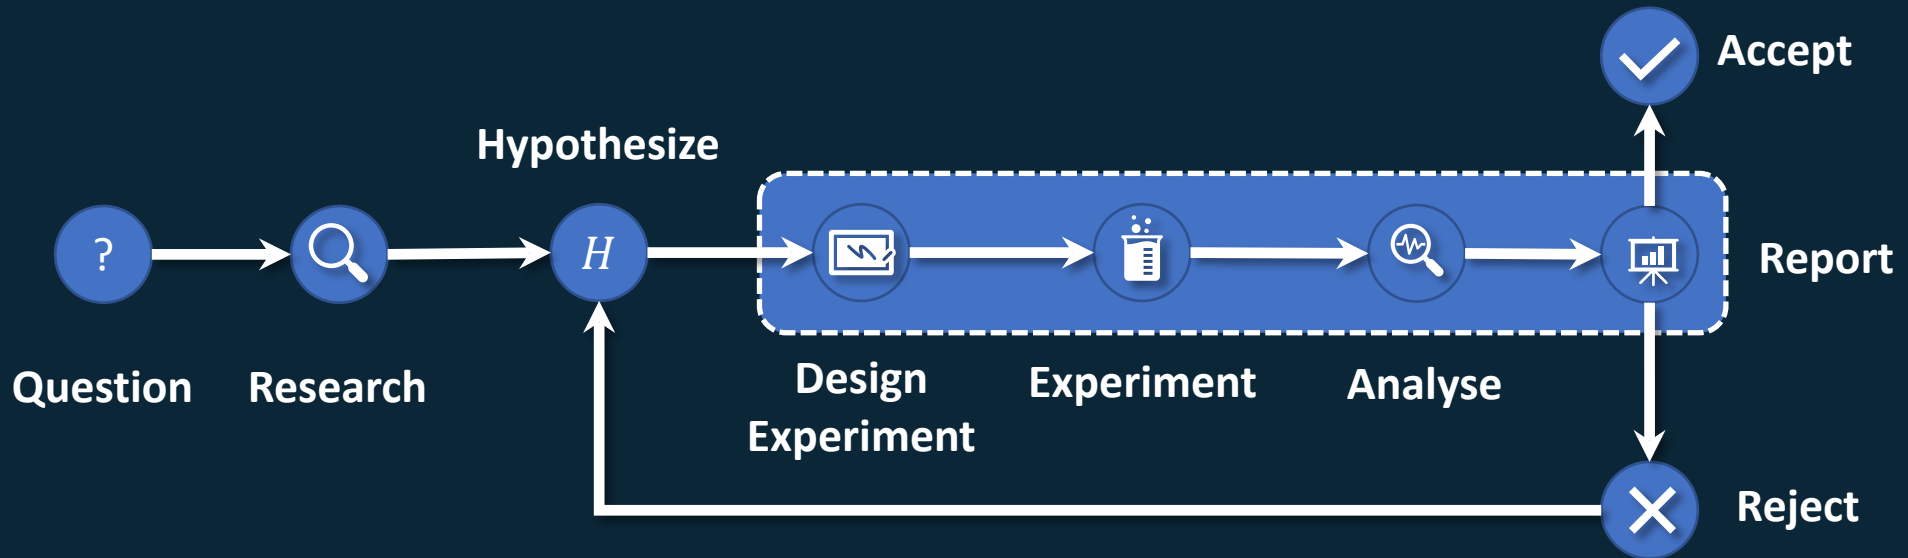 Accept
Hypothesize
?
H
Report
Question
Research
Design
Experiment
Experiment
Analyse
Reject